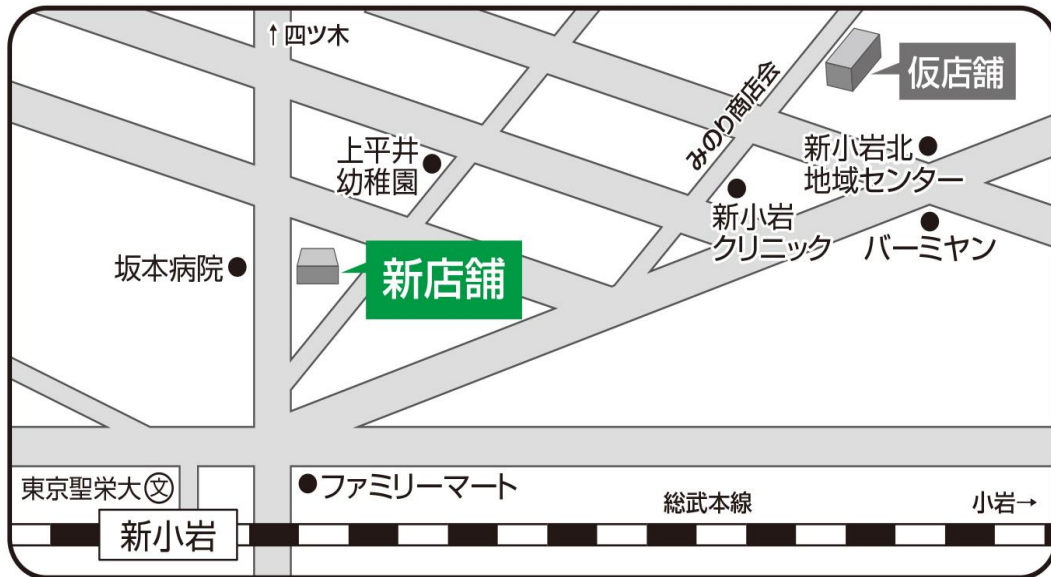 ↑四ツ木
仮店舗
みのり商店会
上平井
幼稚園
新小岩北
地域センター
新小岩
クリニック
バーミヤン
坂本病院
新店舗
東京聖栄大 文
ファミリーマート
総武本線
小岩→
新小岩